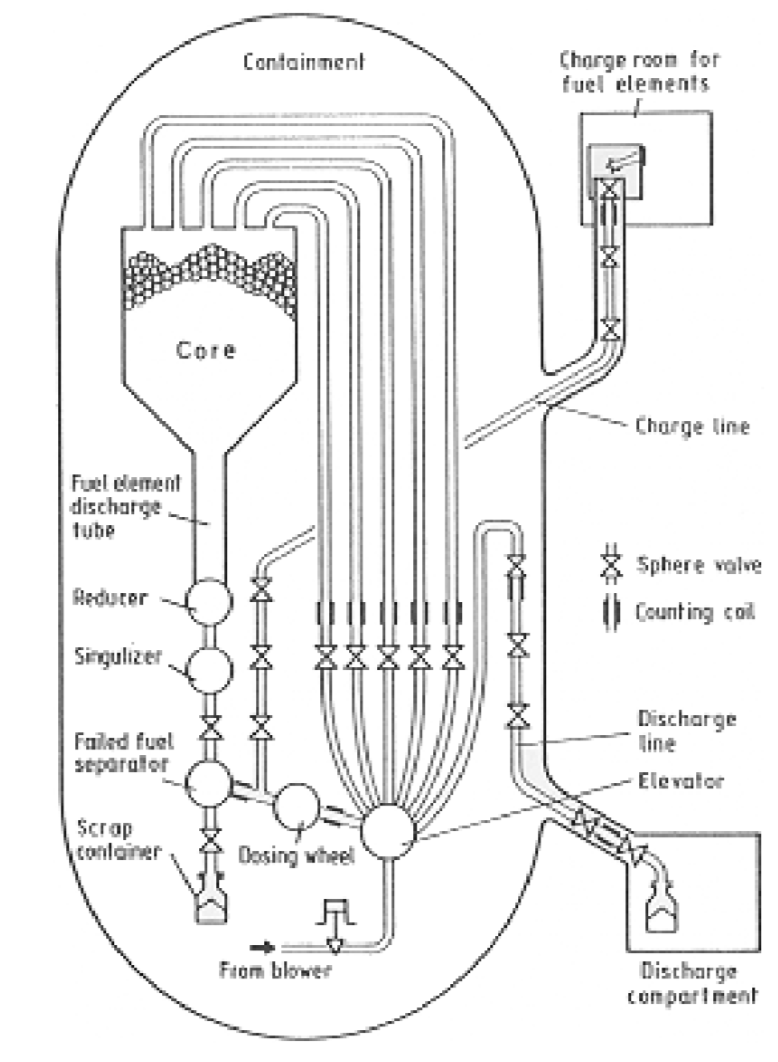 Containment
Charge room for
fuel elements
Core
Charge line
Fuel element
discharge
tube
Sphere valve
Reducer
Counting coil
Singulizer
Discharge
line
Failed fuel
separator
Elevator
Scrap
container
Dosing wheel
From blower
Discharge
compartment